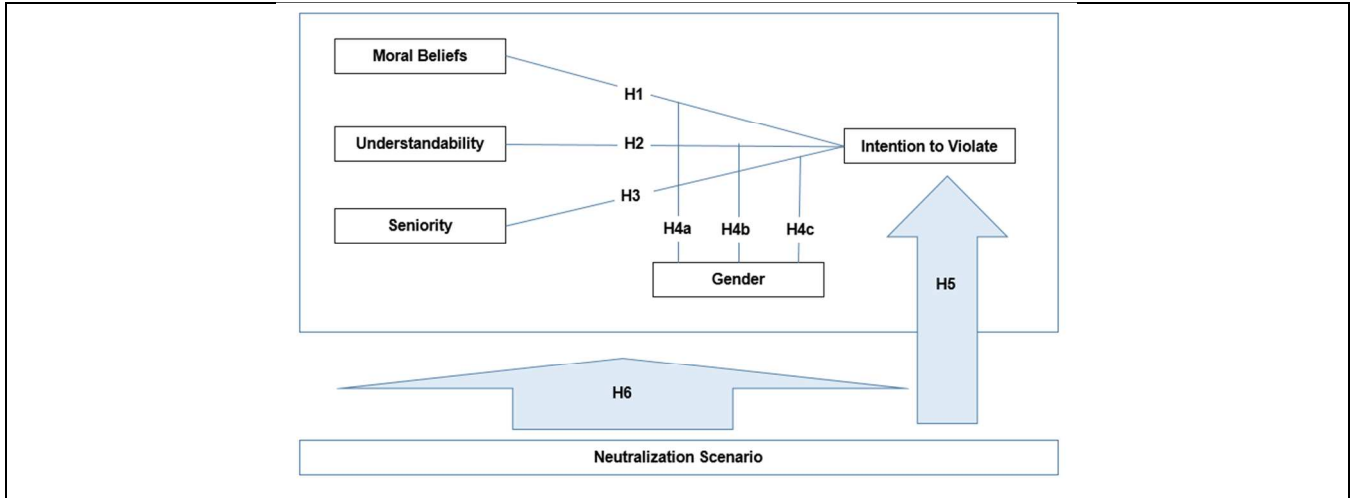 Moral Beliefs
H1
Understandability
H2
Intention to Violate
H3
Seniority
H4a
H4b
H4c
Gender
H5
H6
Neutralization Scenario